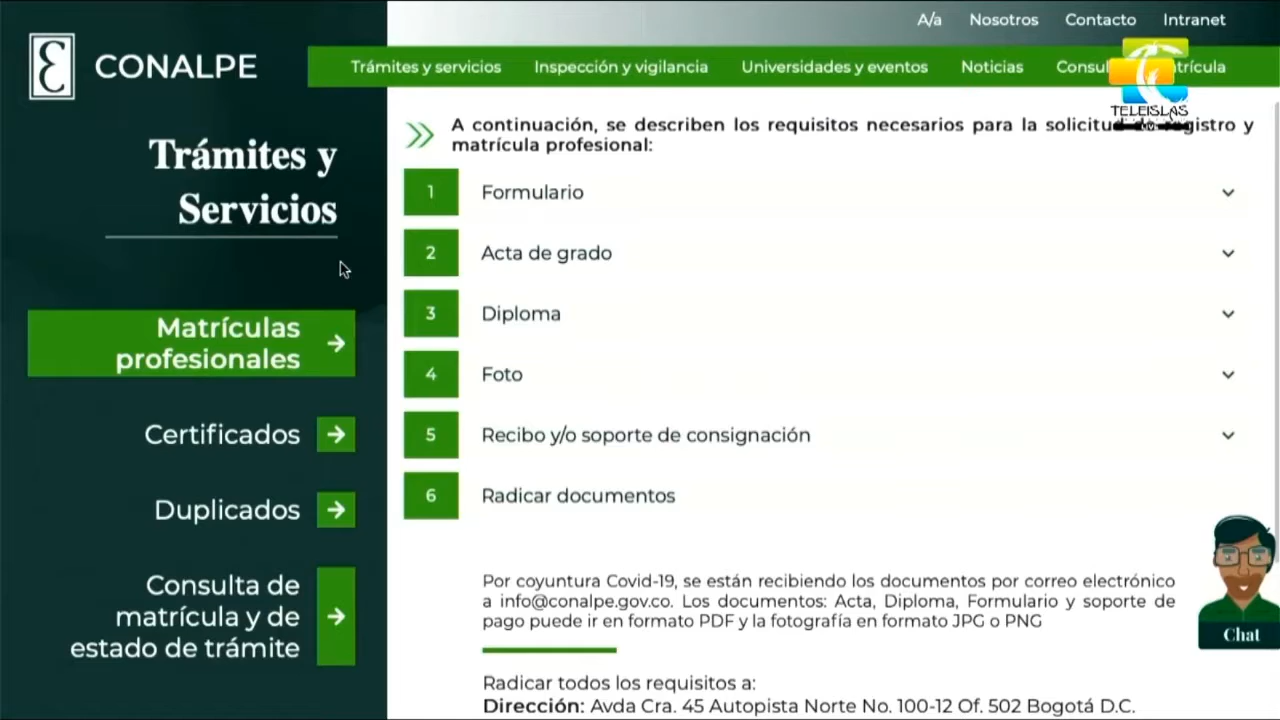 A/a Nosotros Contacto Intranet
CONALPE
Trámites y servicios Inspección y vigilancia Universidades y eventos Noticias
TELEISLAS
Trámites y
Servicios
Matrículas
profesionales
Certificados
Duplicados
Consulta de
matrícula y de
estado de trámite
A continuación, se describen los requisitos necesarios para la solicitud de registro y
matrícula profesional:
1 Formulario
2 Acta de grado
3 Diploma
4 Foto
5 Recibo y/o soporte de consignación
6 Radicar documentos
Por coyuntura Covid-19, se están recibiendo los documentos por correo electrónico
a info@conalpe.gov.co. Los documentos: Acta, Diploma, Formulario y soporte de
pago puede ir en formato PDF y la fotografía en formato JPG o PNG
Radicar todos los requisitos a:
Dirección: Avda Cra. 45 Autopista Norte No. 100-12 Of. 502 Bogotá D.C.
Chat